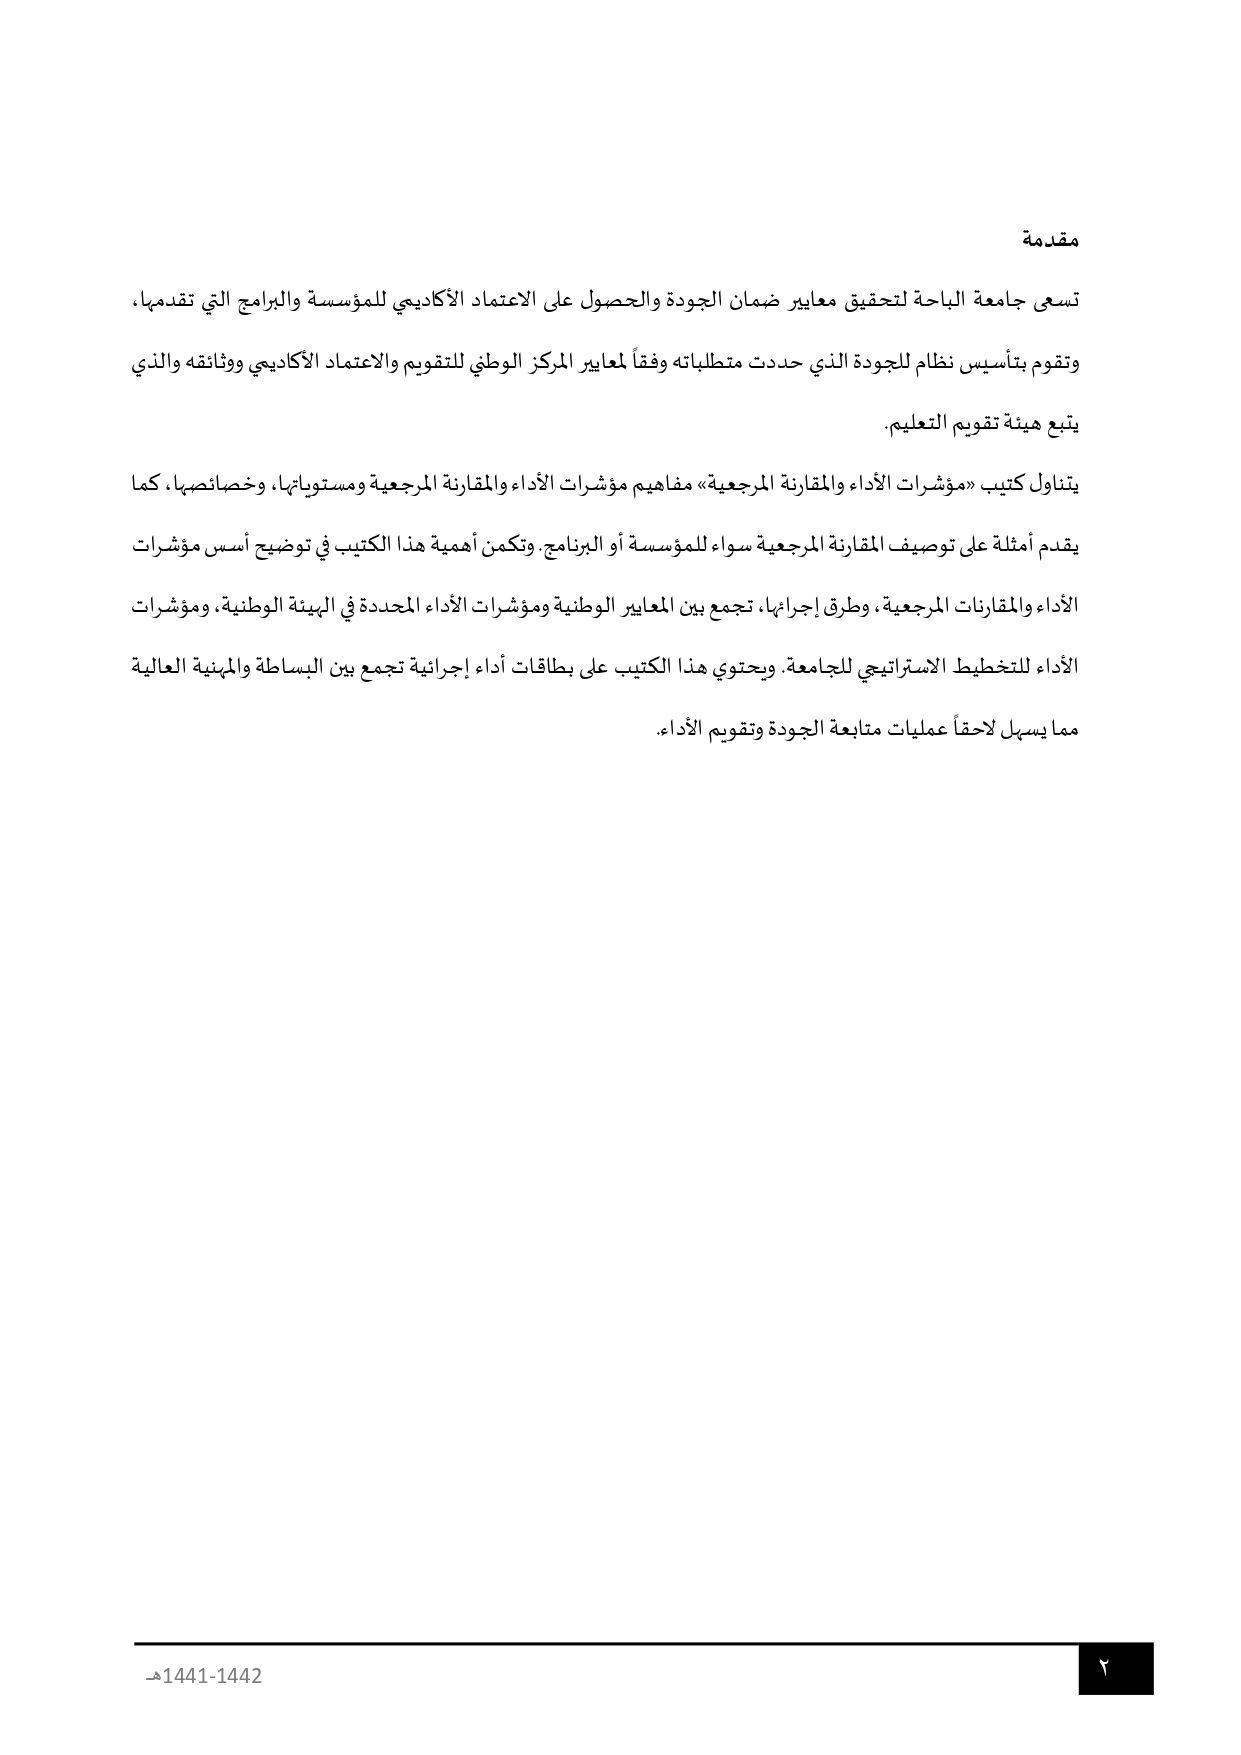 مقدمة
تسعى جامعة الباحة لتحقيق معايير ضمان الجودة والحصول على الاعتماد الأكاديمي للمؤسسة والبرامج التي تقدمها،
وتقوم بتأسيس نظام للجودة الذي حددت متطلباته وفقاً لمعايير المركز الوطني للتقويم والاعتماد الأكاديمي ووثائقه والذي
يتبع هيئة تقويم التعليم.
يتناول كتيب «مؤشرات الأداء والمقارنة المرجعية» مفاهيم مؤشرات الأداء والمقارنة المرجعية ومستوياتها، وخصائصها، كما
يقدم أمثلة على توصيف المقارنة المرجعية سواء للمؤسسة أو البرنامج. وتكمن أهمية هذا الكتيب في توضيح أسس مؤشرات
الأداء والمقارنات المرجعية، وطرق إجرائها، تجمع بين المعايير الوطنية ومؤشرات الأداء المحددة في الهيئة الوطنية، ومؤشرات
الأداء للتخطيط الاستراتيجي للجامعة. ويحتوي هذا الكتيب على بطاقات أداء إجرائية تجمع بين البساطة والمهنية العالية
مما يسهل لاحقاً عمليات متابعة الجودة وتقويم الأداء.
٢
1441-1442هـ